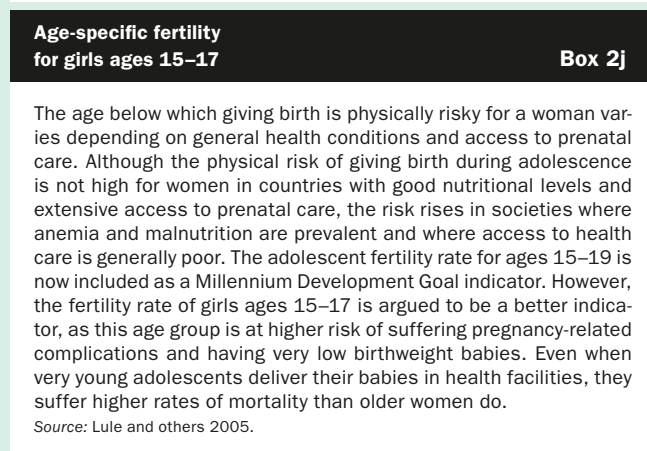 Age-specific fertility
for girls ages 15–17
Box 2j
The age below which giving birth is physically risky for a woman var-
ies depending on general health conditions and access to prenatal
care. Although the physical risk of giving birth during adolescence
is not high for women in countries with good nutritional levels and
extensive access to prenatal care, the risk rises in societies where
anemia and malnutrition are prevalent and where access to health
care is generally poor. The adolescent fertility rate for ages 15–19 is
now included as a Millennium Development Goal indicator. However,
the fertility rate of girls ages 15–17 is argued to be a better indica-
tor, as this age group is at higher risk of suffering pregnancy-related
complications and having very low birthweight babies. Even when
very young adolescents deliver their babies in health facilities, they
suffer higher rates of mortality than older women do.
Source: Lule and others 2005.